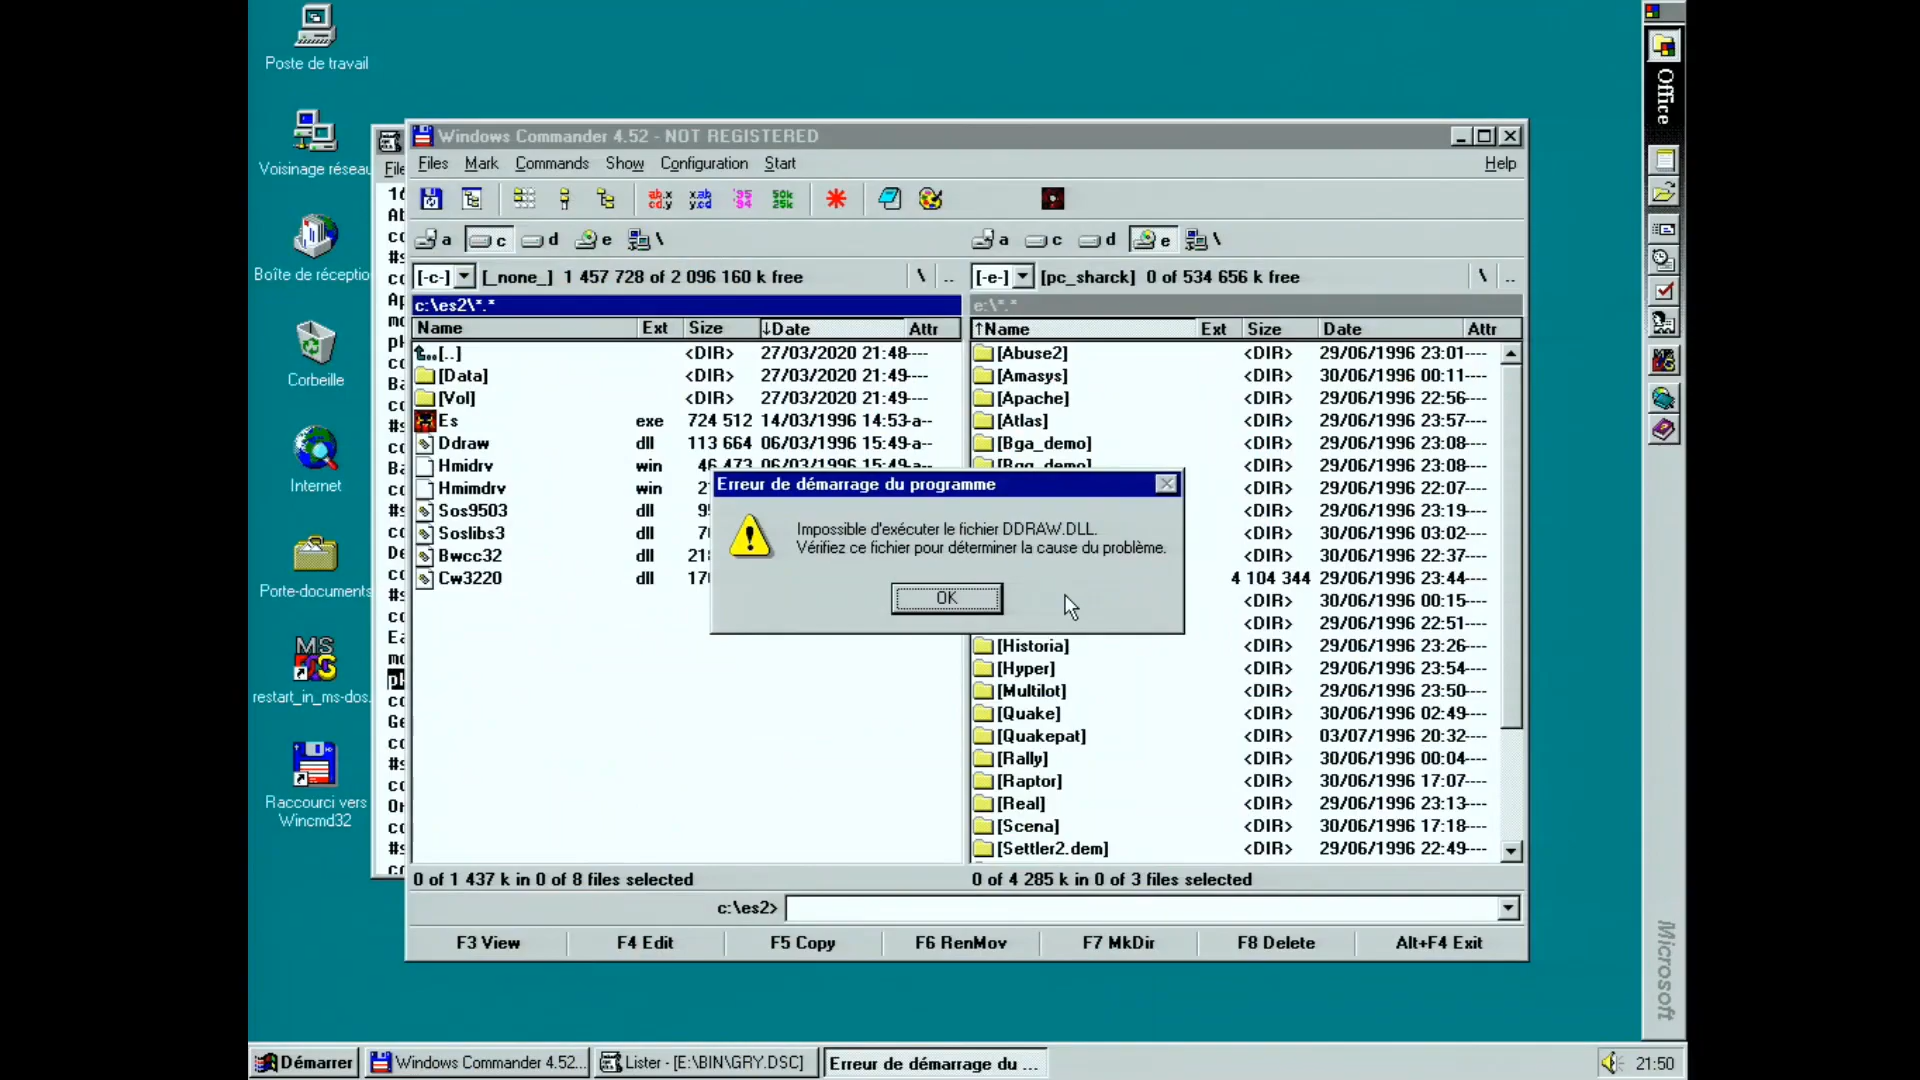 Poste de travail
Voisinage réseau
Boîte de réceptio
Corbeille
Internet
Porte-documents
restart_in_ms-dos.
Raccourci vers
Wincmd32
Windows Commander 4.52 - NOT REGISTERED
Files Mark Commands Show Configuration Start Help
a c d e \
a c d e \
[-c-] [_none_] 1 457 728 of 2 096 160 k free \ ..
[-e-] [pc_sharck] 0 of 534 656 k free \ ..
c:\es2\*.*
Name Ext Size ↓Date Attr
[..] <DIR> 27/03/2020 21:48----
[Data] <DIR> 27/03/2020 21:49----
[Vol] <DIR> 27/03/2020 21:49----
Es exe 724 512 14/03/1996 14:53-a--
Ddraw dll 113 664 06/03/1996 15:49-a--
Hmidrv win 46 473 06/03/1996 15:49-a--
Hmimdrv win 2
Sos9503 dll 9
Soslibs3 dll 7
Bwcc32 dll 21
Cw3220 dll 17
e:\*.*
↑Name Ext Size Date Attr
[Abuse2] <DIR> 29/06/1996 23:01----
[Amasys] <DIR> 30/06/1996 00:11----
[Apache] <DIR> 29/06/1996 22:56----
[Atlas] <DIR> 29/06/1996 23:57----
[Bga_demo] <DIR> 29/06/1996 23:08----
<DIR> 29/06/1996 23:08----
<DIR> 29/06/1996 22:07----
<DIR> 29/06/1996 23:19----
<DIR> 30/06/1996 03:02----
<DIR> 30/06/1996 22:37----
4 104 344 29/06/1996 23:44----
<DIR> 30/06/1996 00:15----
<DIR> 29/06/1996 22:51----
[Historia] <DIR> 29/06/1996 23:26----
[Hyper] <DIR> 29/06/1996 23:54----
[Multilot] <DIR> 29/06/1996 23:50----
[Quake] <DIR> 30/06/1996 02:49----
[Quakepat] <DIR> 03/07/1996 20:32----
[Rally] <DIR> 30/06/1996 00:04----
[Raptor] <DIR> 30/06/1996 17:07----
[Real] <DIR> 29/06/1996 23:13----
[Scena] <DIR> 30/06/1996 17:18----
[Settler2.dem] <DIR> 29/06/1996 22:49----
Erreur de démarrage du programme
Impossible d'exécuter le fichier DDRAW.DLL.
Vérifiez ce fichier pour déterminer la cause du problème.
OK
0 of 1 437 k in 0 of 8 files selected
0 of 4 285 k in 0 of 3 files selected
c:\es2>
F3 View F4 Edit F5 Copy F6 RenMov F7 MkDir F8 Delete Alt+F4 Exit
Office
Microsoft
Démarrer Windows Commander 4.52... Lister - [E:\BIN\GRY.DSC] Erreur de démarrage du ... 21:50